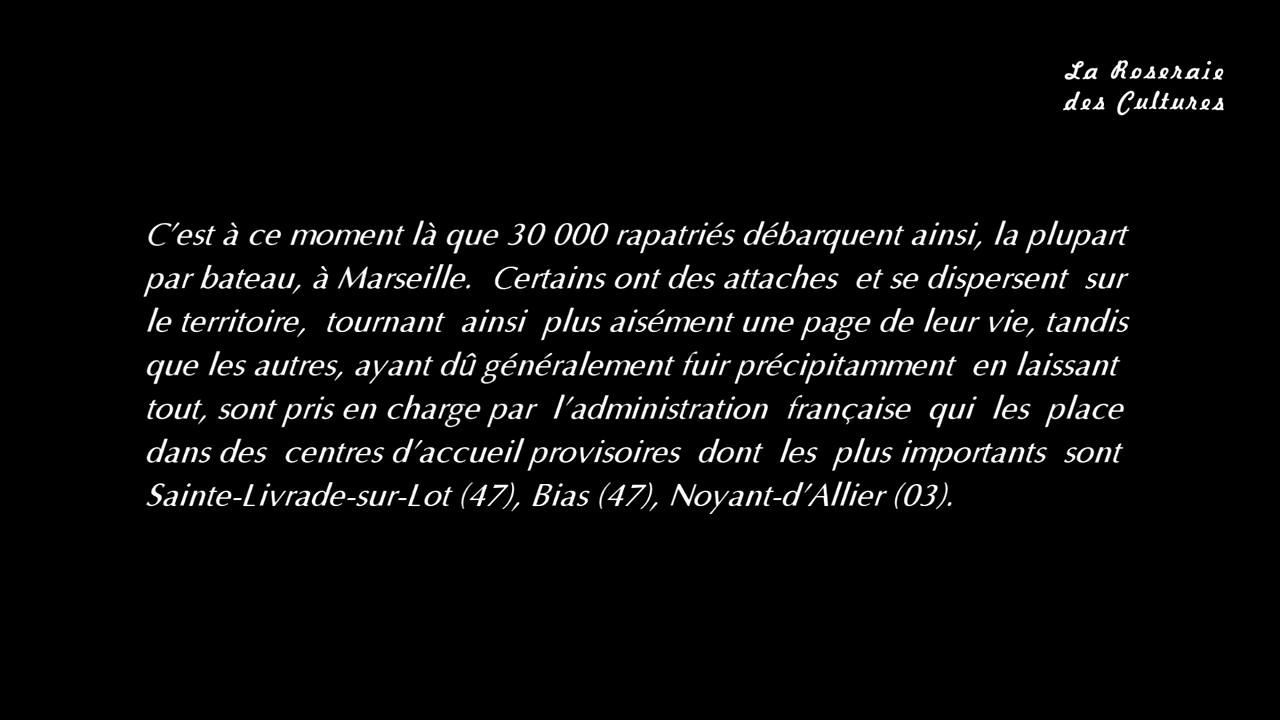 La Roseraie
des Cultures
C'est à ce moment là que 30 000 rapatriés débarquent ainsi, la plupart
par bateau, à Marseille. Certains ont des attaches et se dispersent sur
le territoire, tournant ainsi plus aisément une page de leur vie, tandis
que les autres, ayant dû généralement fuir précipitamment en laissant
tout, sont pris en charge par l'administration française qui les place
dans des centres d'accueil provisoires dont les plus importants sont
Sainte-Livrade-sur-Lot (47), Bias (47), Noyant-d'Allier (03).